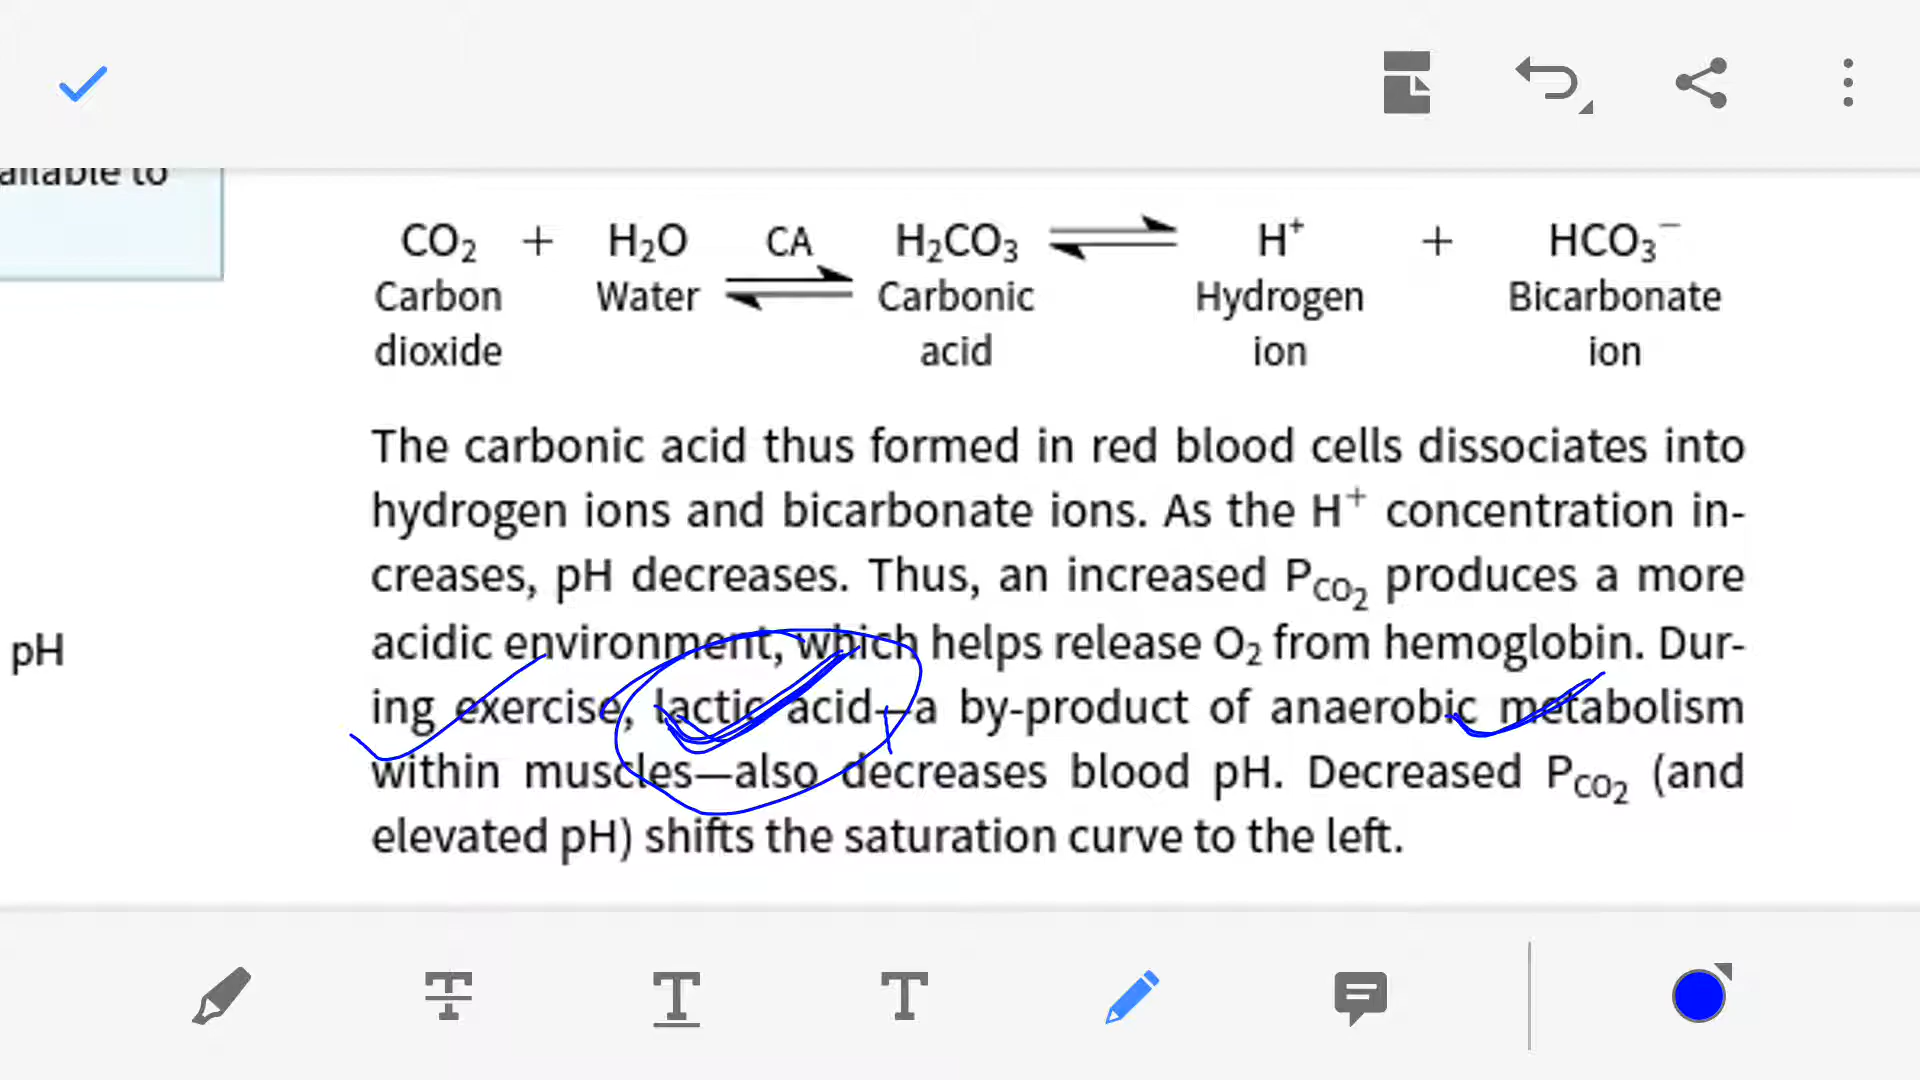 ailable to
CO₂ + H₂O CA H₂CO₃ ⇌ H⁺ + HCO₃⁻
Carbon Water ⇌ Carbonic Hydrogen Bicarbonate
dioxide acid ion ion
The carbonic acid thus formed in red blood cells dissociates into
hydrogen ions and bicarbonate ions. As the H⁺ concentration in-
creases, pH decreases. Thus, an increased PCO₂ produces a more
pH
acidic environment, which helps release O₂ from hemoglobin. Dur-
ing exercise, lactic acid—a by-product of anaerobic metabolism
within muscles—also decreases blood pH. Decreased PCO₂ (and
elevated pH) shifts the saturation curve to the left.